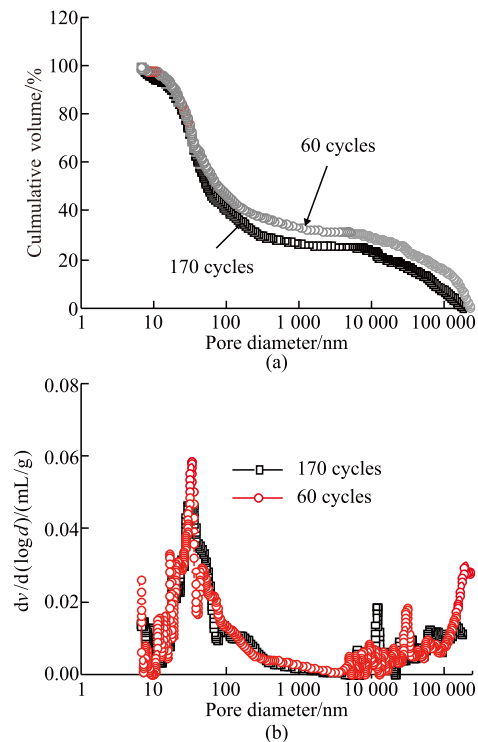 120
100
80
60
40
20
0
Culmulative volume/%
60 cycles
170 cycles
1
10
100
1 000
10 000
100 000
Pore diameter/nm
(a)
0.08
0.06
0.04
0.02
0.00
dv/d(logd)/(mL/g)
170 cycles
60 cycles
1
10
100
1 000
10 000
100 000
Pore diameter/nm
(b)